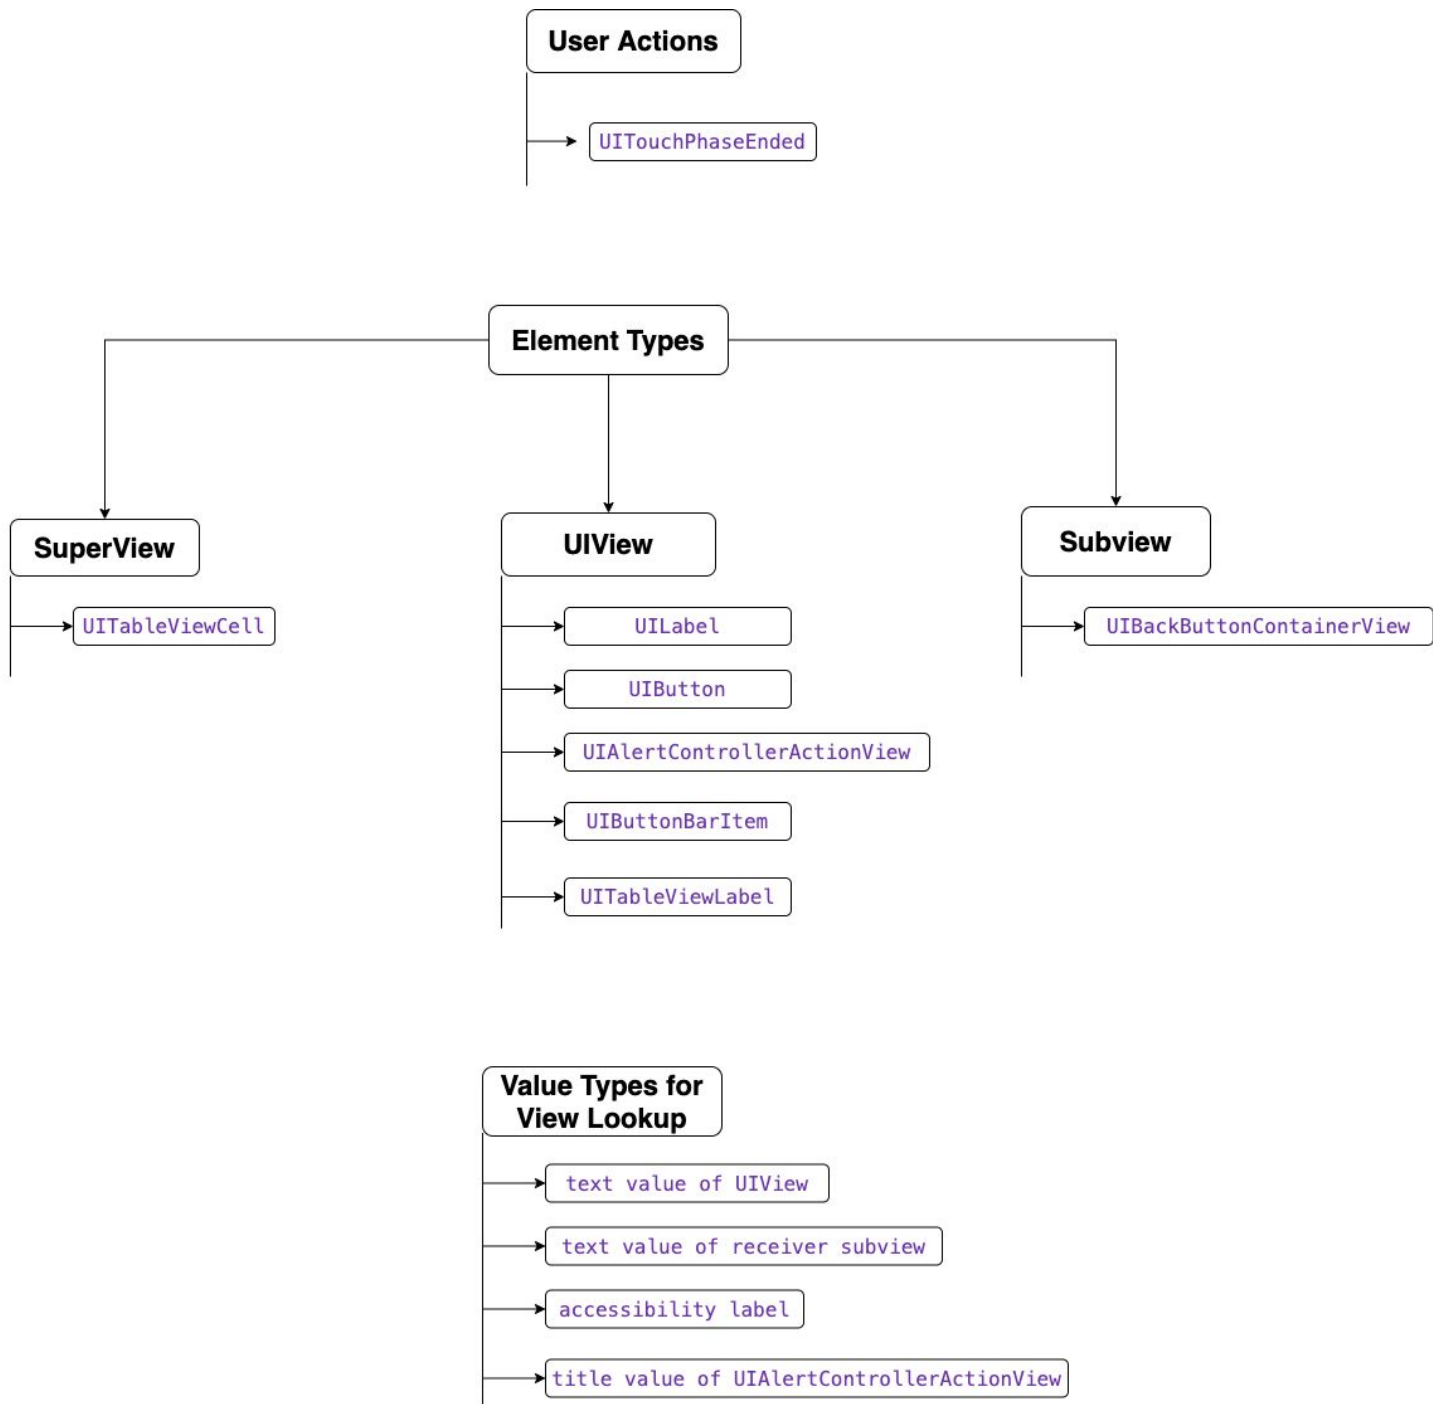 User Actions
UITouchPhaseEnded
Element Types
SuperView
UITableViewCell
UIView
UILabel
UIButton
UIAlertControllerActionView
UIButtonBarItem
UITableViewLabel
Subview
UIBackButtonContainerView
Value Types for
View Lookup
text value of UIView
text value of receiver subview
accessibility label
title value of UIAlertControllerActionView